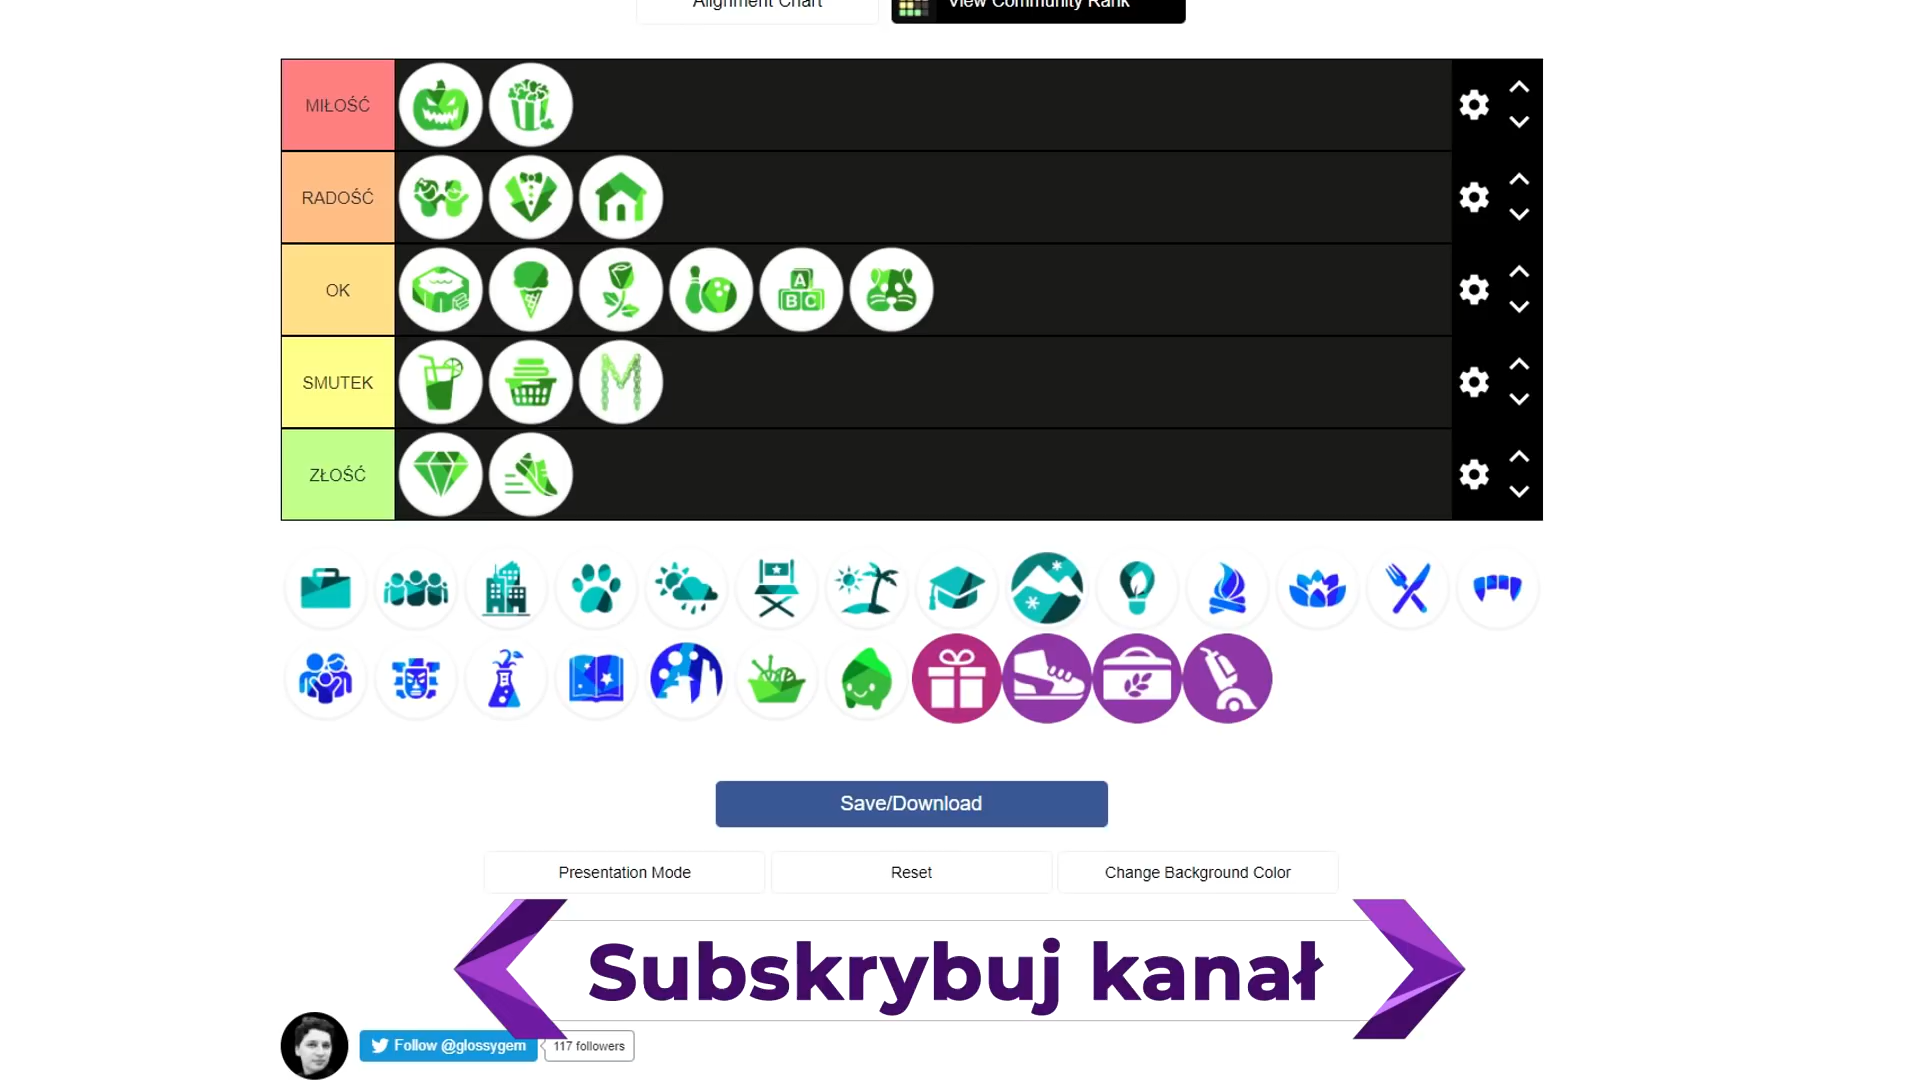 Alignment Chart
View Community Rank
MIŁOŚĆ
RADOŚĆ
OK
A
B C
SMUTEK
M
ZŁOŚĆ
Save/Download
Presentation Mode
Reset
Change Background Color
Subskrybuj kanał
Follow @glossygem
117 followers